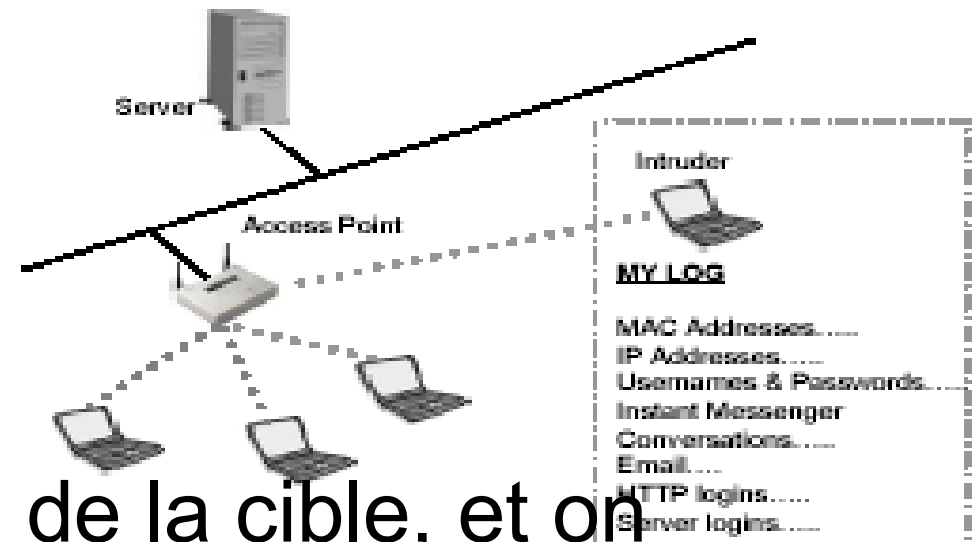 Server
Intruder
Access Point
MY LOG
MAC Addresses......
IP Addresses......
Usernames & Passwords......
Instant Messenger
Conversations......
Email.....
HTTP logins.....
Server logins......
de la cible. et on